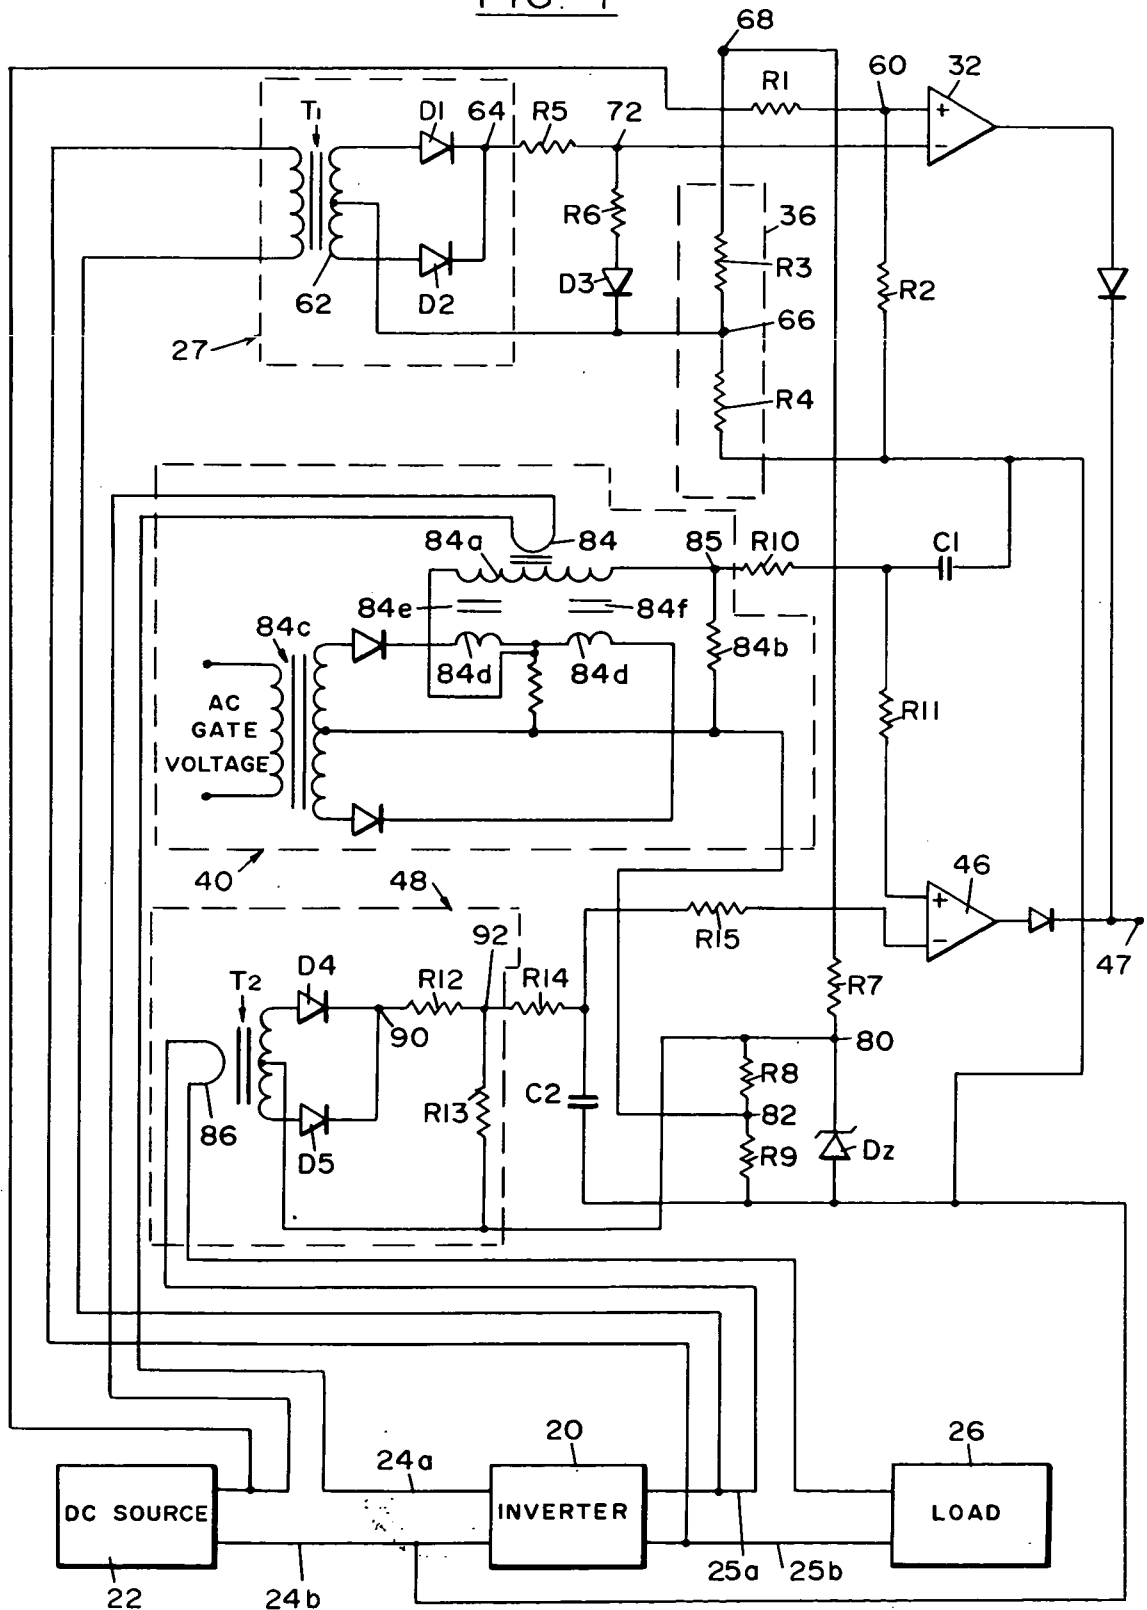 FIG. 4
68
60
32
R1
T1
D1
64
R5
72
+
-
R6
36
D3
R3
R2
62
D2
66
27
R4
84a
84
85
R10
C1
84e
84f
84c
84b
84d
84d
AC
GATE
VOLTAGE
R11
40
48
46
+
-
92
R15
47
T2
D4
R12
R14
R7
90
80
R8
C2
82
86
R13
R9
Dz
D5
20
26
24a
DC SOURCE
INVERTER
LOAD
22
24b
25a
25b